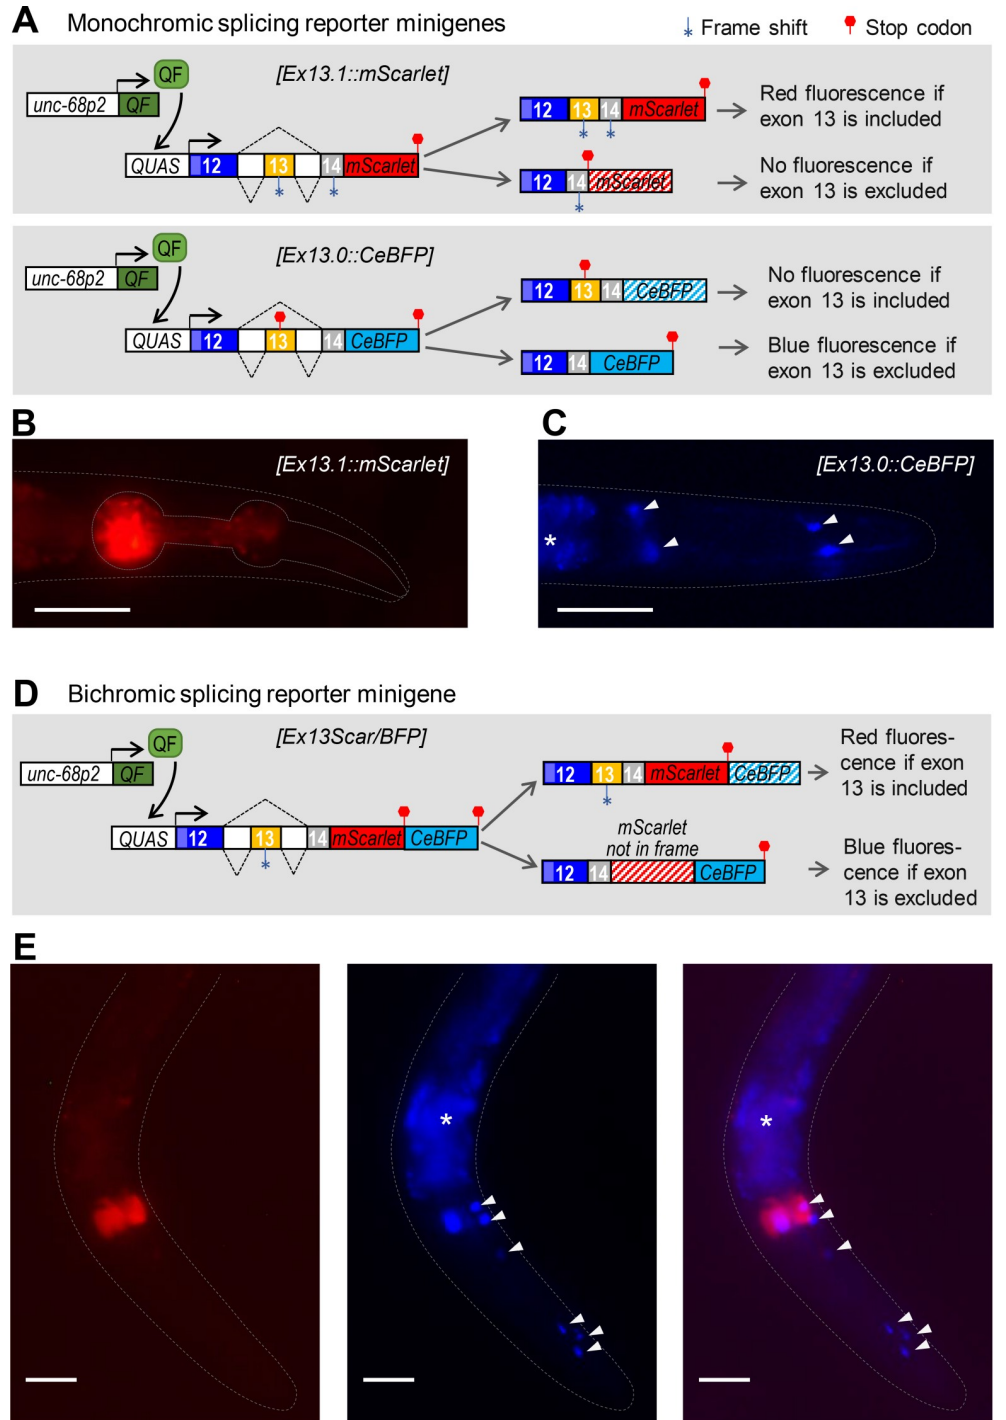 A Monochromic splicing reporter minigenes
Frame shift Stop codon
[Ex13.1::mScarlet]
QF
unc-68p2 QF
QUAS 12 13 14 mScarlet
12 13 14 mScarlet
Red fluorescence if
exon 13 is included
12 14 mScarlet
No fluorescence if
exon 13 is excluded
[Ex13.0::CeBFP]
QF
unc-68p2 QF
QUAS 12 13 14 CeBFP
12 13 14 CeBFP
No fluorescence if
exon 13 is included
12 14 CeBFP
Blue fluorescence if
exon 13 is excluded
B
[Ex13.1::mScarlet]
C
[Ex13.0::CeBFP]
*
D Bichromic splicing reporter minigene
[Ex13Scar/BFP]
QF
unc-68p2 QF
QUAS 12 13 14 mScarlet CeBFP
12 13 14 mScarlet CeBFP
Red fluores-
cence if exon
13 is included
mScarlet
not in frame
12 14 CeBFP
Blue fluores-
cence if exon
13 is excluded
E
*
*